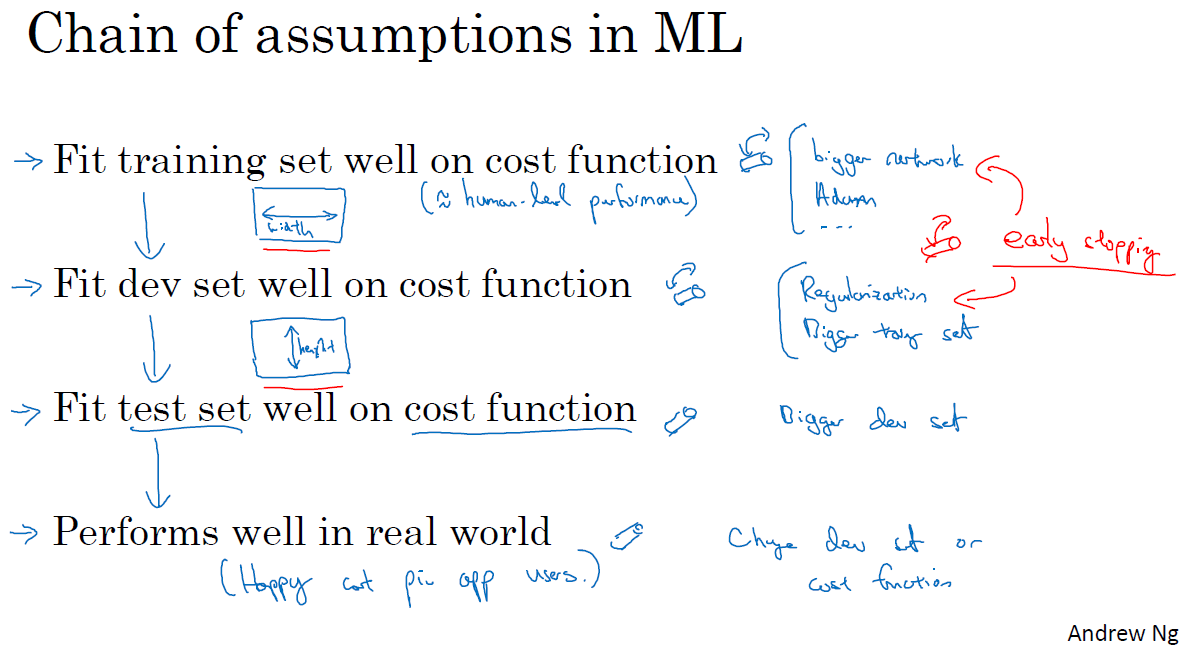 Chain of assumptions in ML
→ Fit training set well on cost function
(≈ human-level performance)
bigger network
Adam
...
width
early stopping
→ Fit dev set well on cost function
Regularization
Bigger training set
height
→ Fit test set well on cost function
Bigger dev set
→ Performs well in real world
(Happy cat pic app users.)
Change dev set or
cost function
Andrew Ng